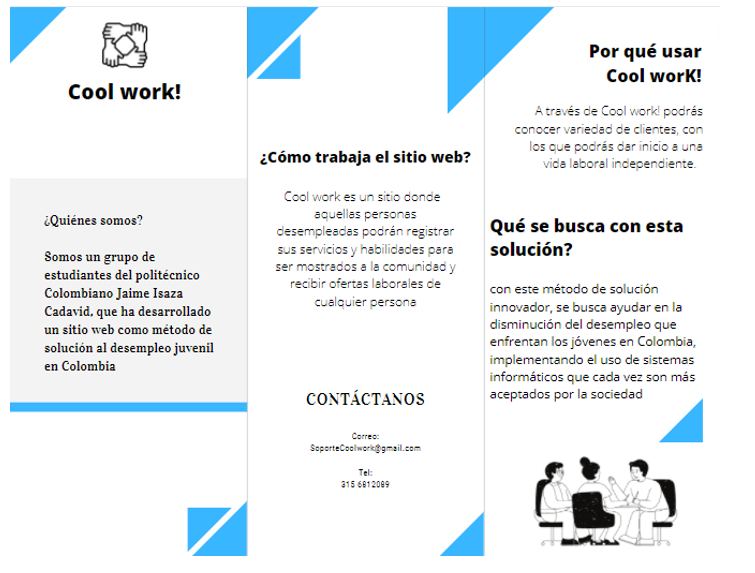 Cool work!
¿Quiénes somos?
Somos un grupo de
estudiantes del politécnico
Colombiano Jaime Isaza
Cadavid, que ha desarrollado
un sitio web como método de
solución al desempleo juvenil
en Colombia
¿Cómo trabaja el sitio web?
Cool work es un sitio donde
aquellas personas
desempleadas podrán registrar
sus servicios y habilidades para
ser mostrados a la comunidad y
recibir ofertas laborales de
cualquier persona
CONTÁCTANOS
Correo:
SoporteCoolwork@gmail.com
Tel:
315 6812089
Por qué usar
Cool worK!
A través de Cool work! podrás
conocer variedad de clientes, con
los que podrás dar inicio a una
vida laboral independiente.
Qué se busca con esta
solución?
con este método de solución
innovador, se busca ayudar en la
disminución del desempleo que
enfrentan los jóvenes en Colombia,
implementando el uso de sistemas
informáticos que cada vez son más
aceptados por la sociedad